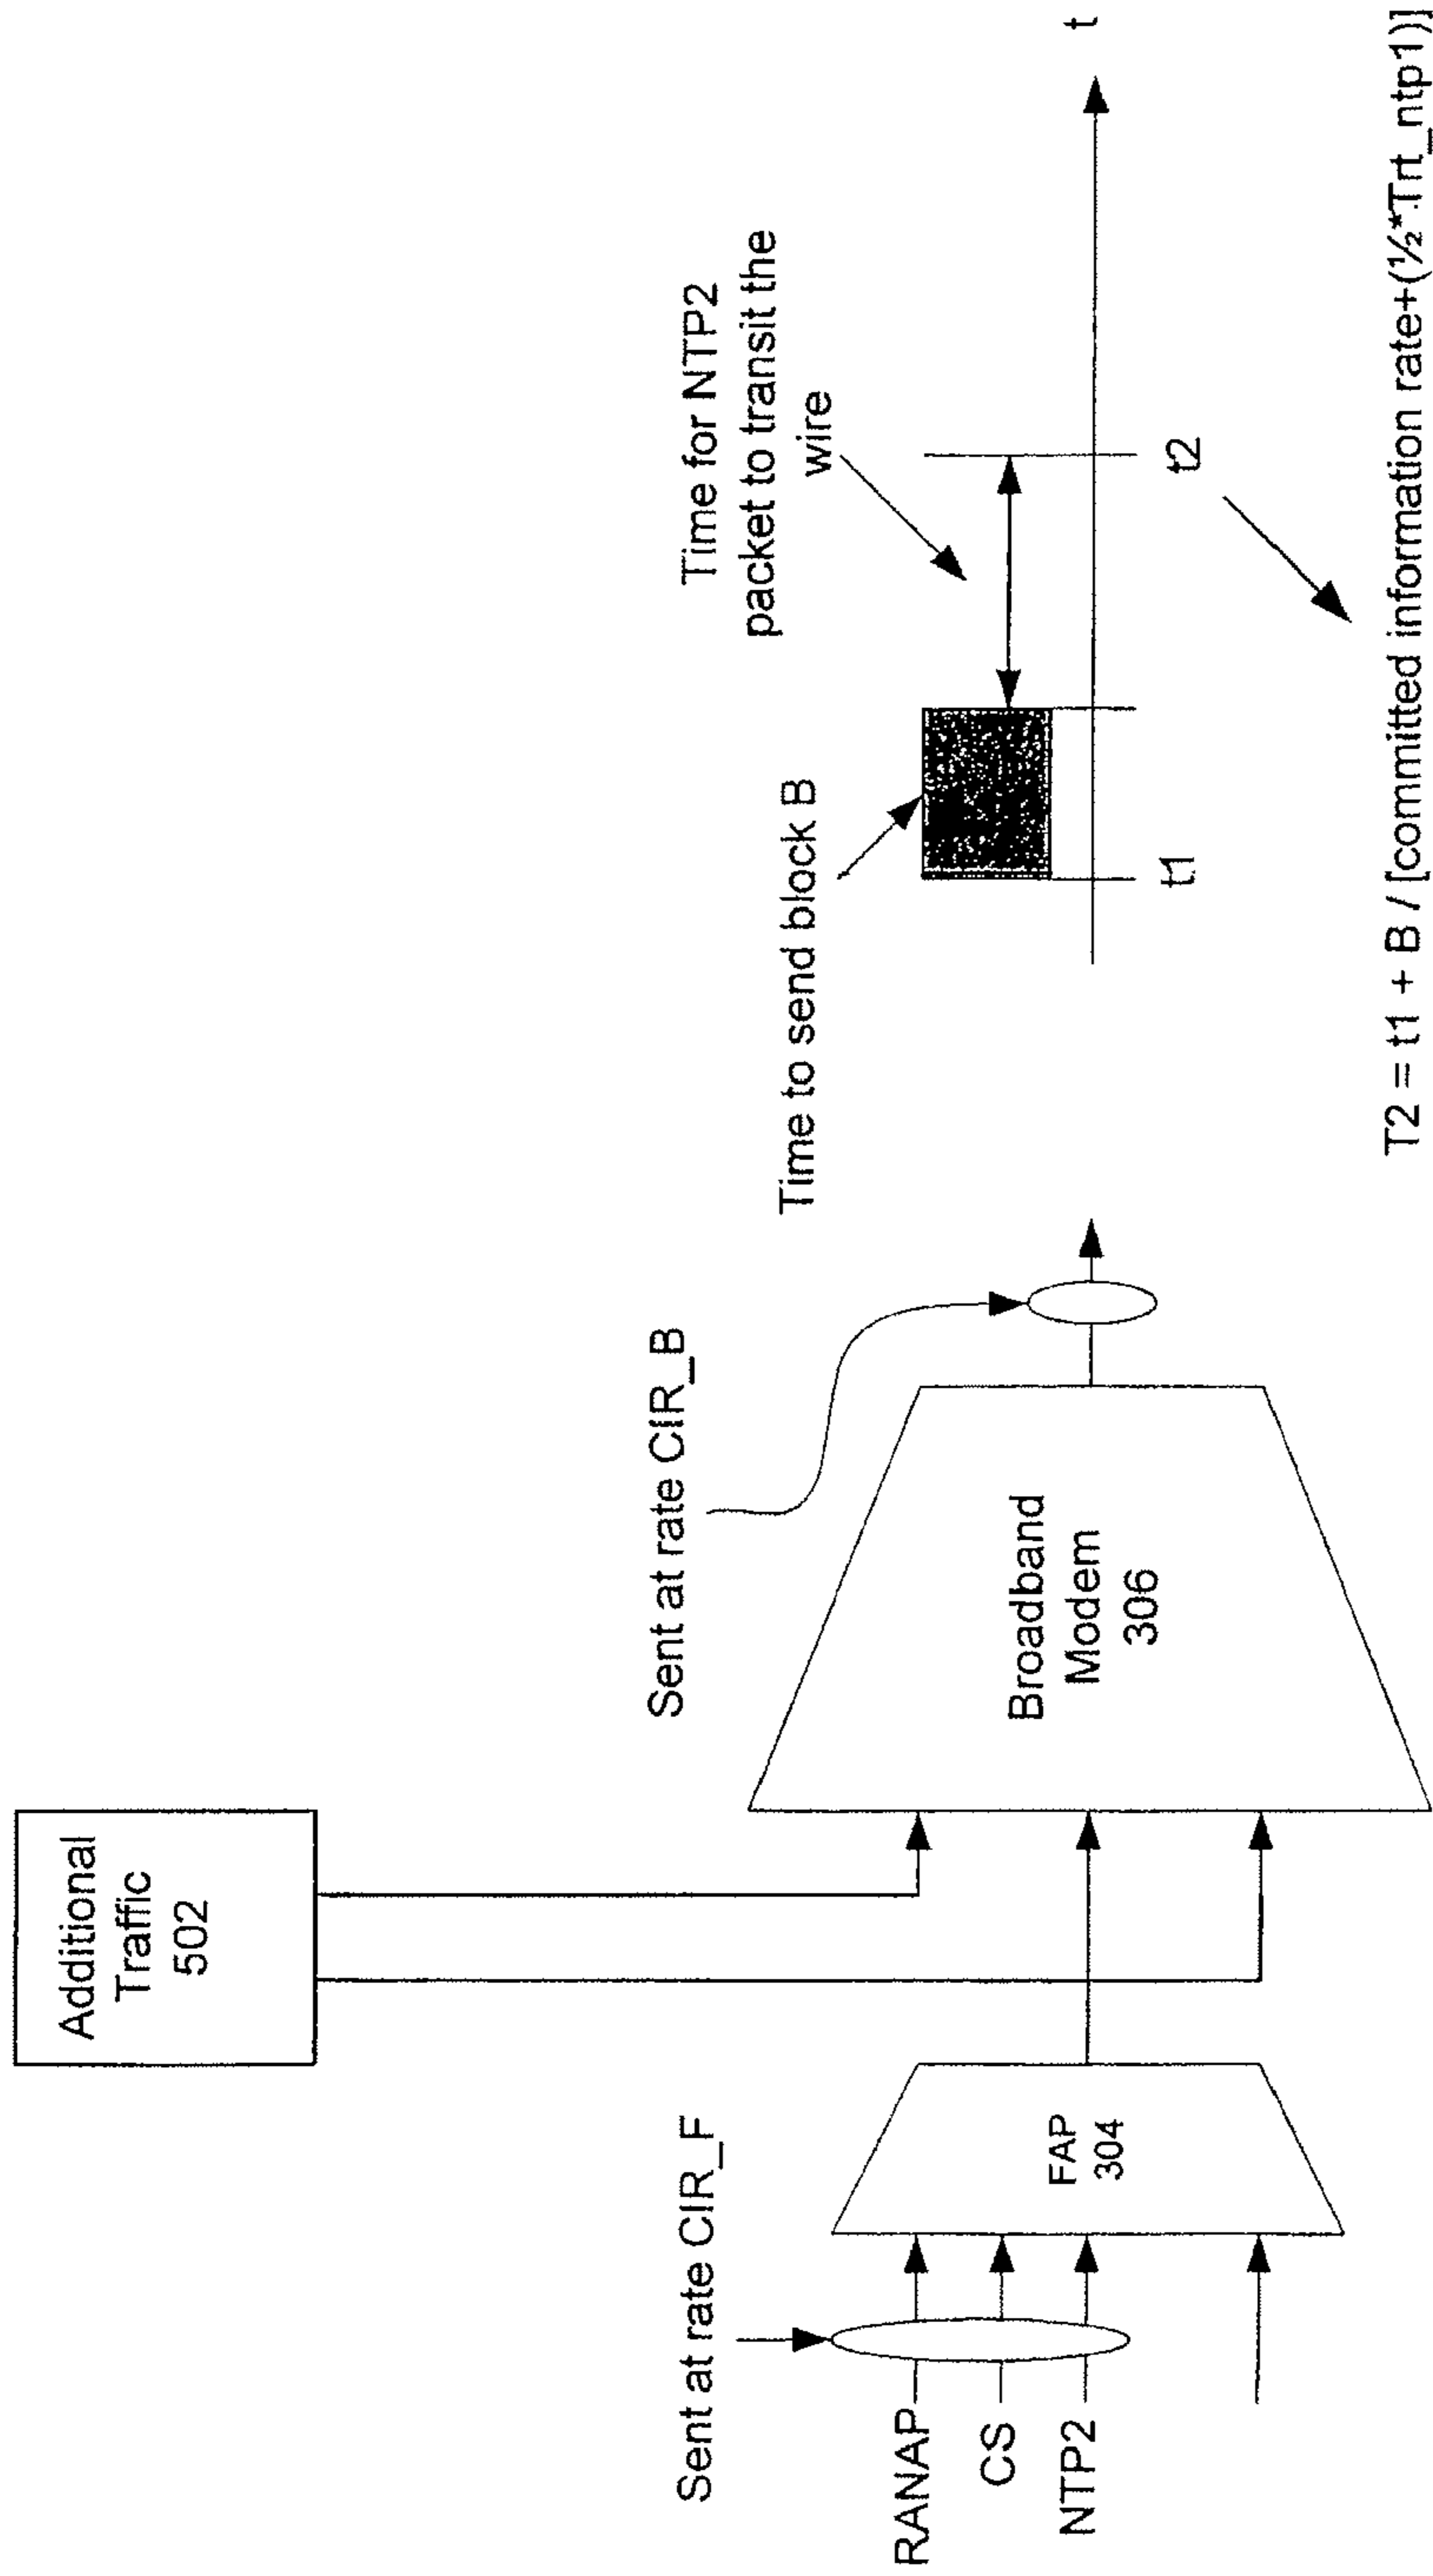 Additional
Traffic
502
Sent at rate CIR_F
RANAP
CS
NTP2
FAP
304
Sent at rate CIR_B
Broadband
Modem
306
Time to send block B
Time for NTP2
packet to transit the
wire
t1
t2
t
T2 = t1 + B / [committed information rate+(½*Trt_ntp1)]